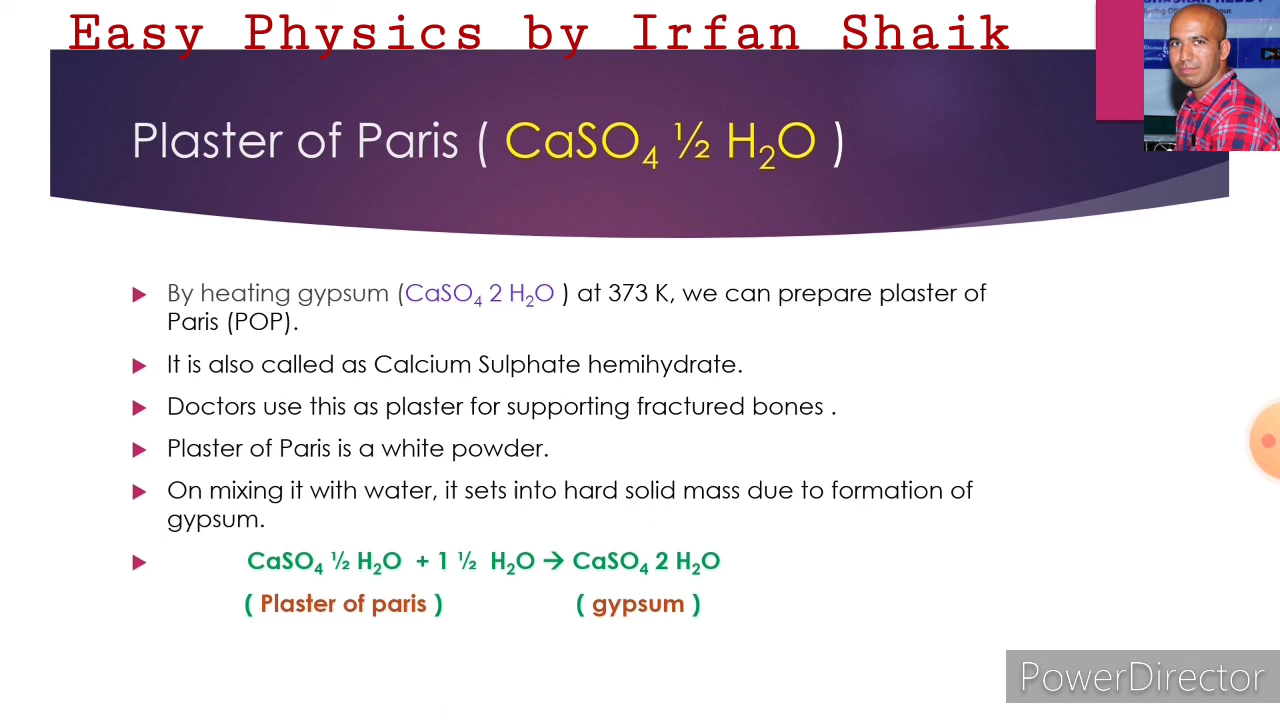 Easy Physics by Irfan Shaik
Plaster of Paris ( CaSO₄ ½ H₂O )
By heating gypsum (CaSO₄ 2 H₂O ) at 373 K, we can prepare plaster of
Paris (POP).
It is also called as Calcium Sulphate hemihydrate.
Doctors use this as plaster for supporting fractured bones .
Plaster of Paris is a white powder.
On mixing it with water, it sets into hard solid mass due to formation of
gypsum.
CaSO₄ ½ H₂O + 1 ½ H₂O → CaSO₄ 2 H₂O
( Plaster of paris ) ( gypsum )
PowerDirector